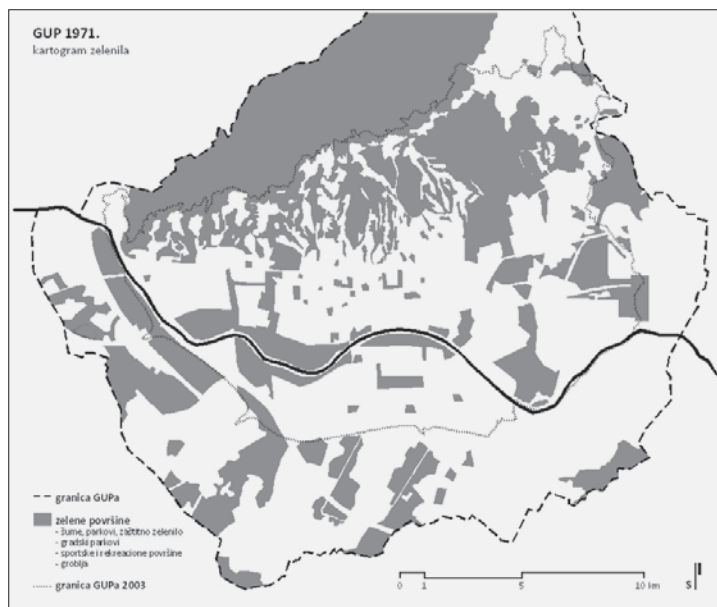 GUP 1971.
kartogram zelenila
granica GUPa
zelene površine
- šume, parkovi, zaštitno zelenilo
- gradski parkovi
- sportske i rekreacione površine
- groblja
granica GUPa 2003
0 1 5 10 km
S